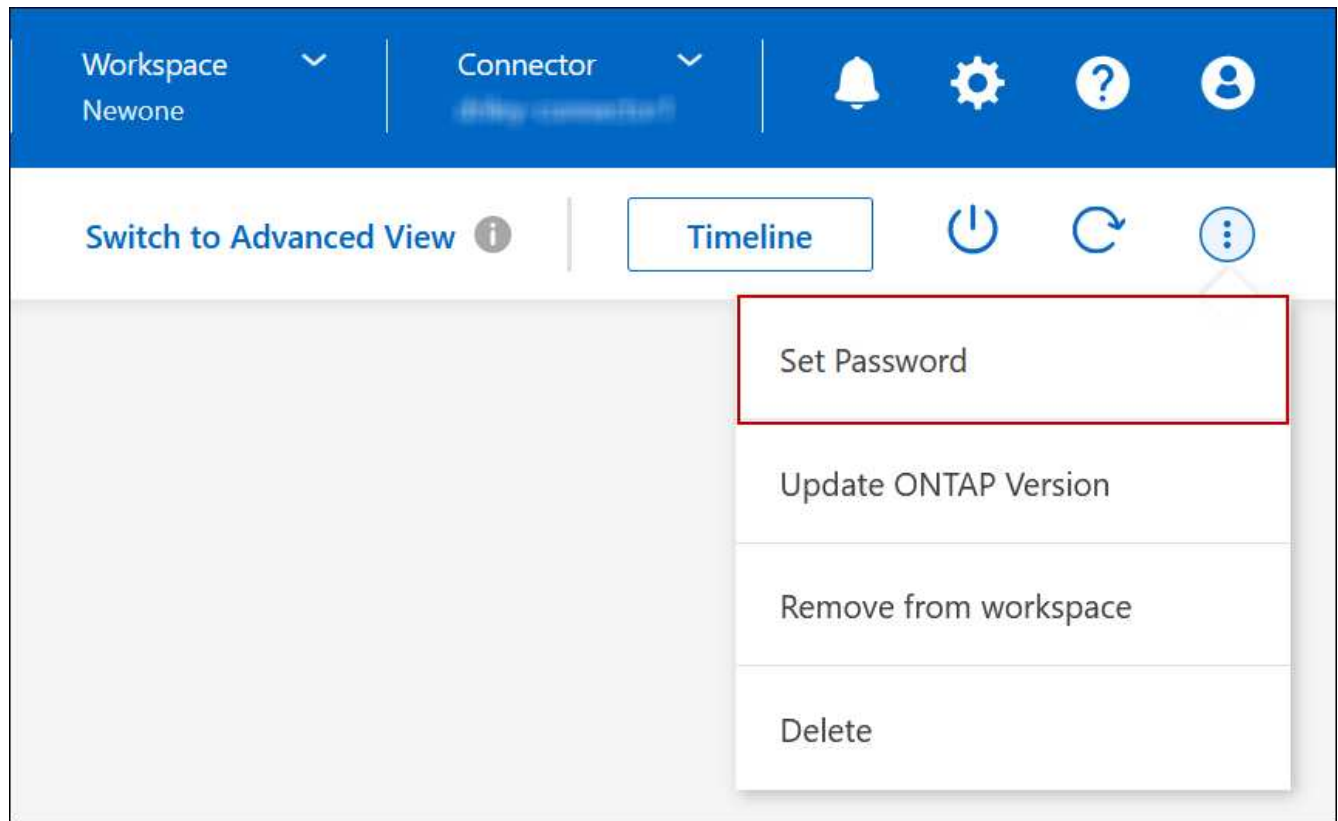 Workspace
Connector
Newone
Switch to Advanced View
Timeline
Set Password
Update ONTAP Version
Remove from workspace
Delete